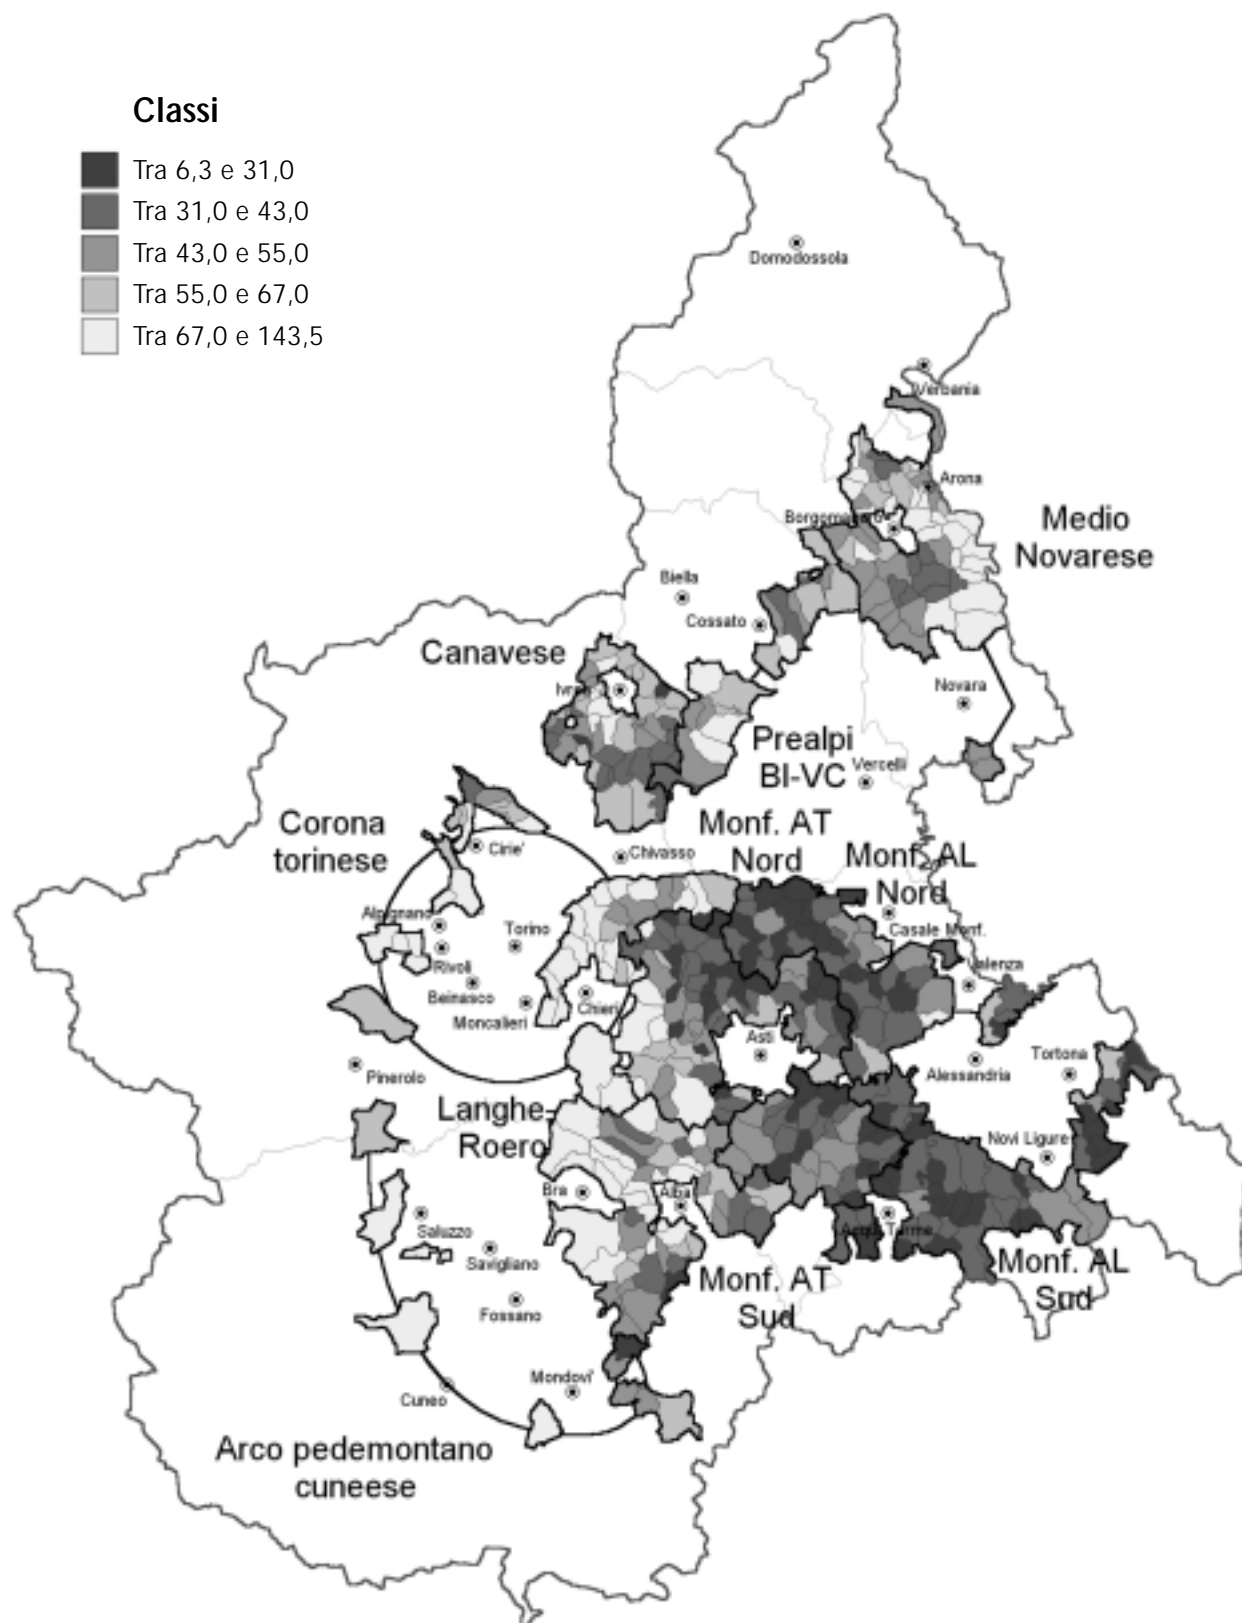 Classi
Tra 6,3 e 31,0
Tra 31,0 e 43,0
Tra 43,0 e 55,0
Tra 55,0 e 67,0
Tra 67,0 e 143,5
Domodossola
Verbania
Arona
Medio
Novarese
Biella
Cossato
Canavese
Novara
Prealpi
BI-VC
Vercelli
Corona
torinese
Cirie'
Chivasso
Monf. AT
Nord
Monf. AL
Nord
Casale Monf.
Alpignano
Torino
Rivoli
Beinasco
Moncalieri
Chieri
Valenza
Asti
Alessandria
Tortona
Pinerolo
Langhe-
Roero
Novi Ligure
Bra
Alba
Acqui Terme
Saluzzo
Savigliano
Fossano
Monf. AT
Sud
Monf. AL
Sud
Cuneo
Mondovi'
Arco pedemontano
cuneese